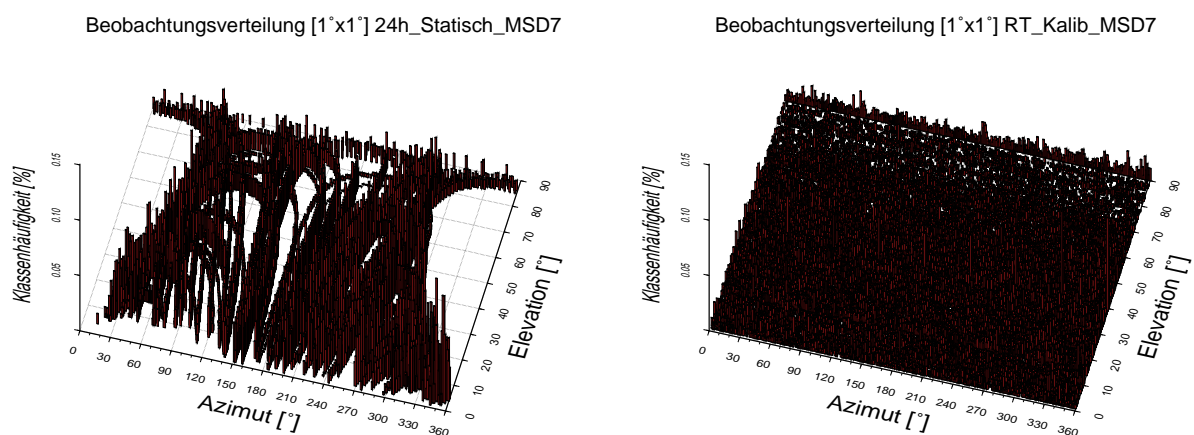 Beobachtungsverteilung [1˚x1˚] 24h_Statisch_MSD7
Klassenhäufigkeit [%]
0.15
0.10
0.05
0 30 60 90 120 150 180 210 240 270 300 330 360
Azimut [˚]
0 10 20 30 40 50 60 70 80 90
Elevation [˚]
Beobachtungsverteilung [1˚x1˚] RT_Kalib_MSD7
Klassenhäufigkeit [%]
0.15
0.10
0.05
0 30 60 90 120 150 180 210 240 270 300 330 360
Azimut [˚]
0 10 20 30 40 50 60 70 80 90
Elevation [˚]